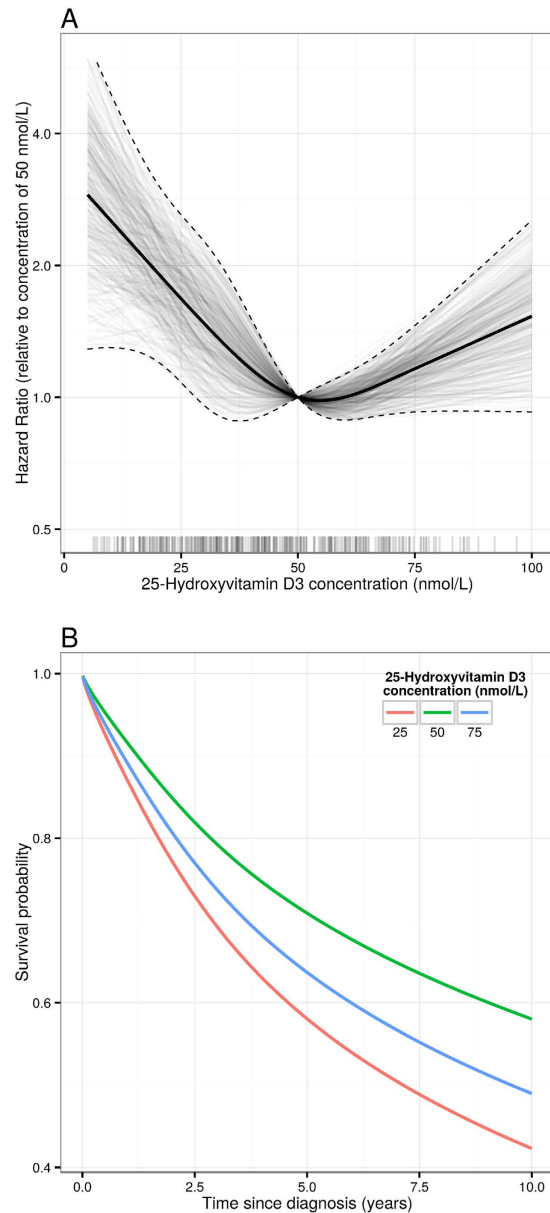 A
Hazard Ratio (relative to concentration of 50 nmol/L)
4.0
2.0
1.0
0.5
0
25
50
75
100
25-Hydroxyvitamin D3 concentration (nmol/L)
B
Survival probability
1.0
0.8
0.6
0.4
25-Hydroxyvitamin D3
concentration (nmol/L)
25
50
75
0.0
2.5
5.0
7.5
10.0
Time since diagnosis (years)